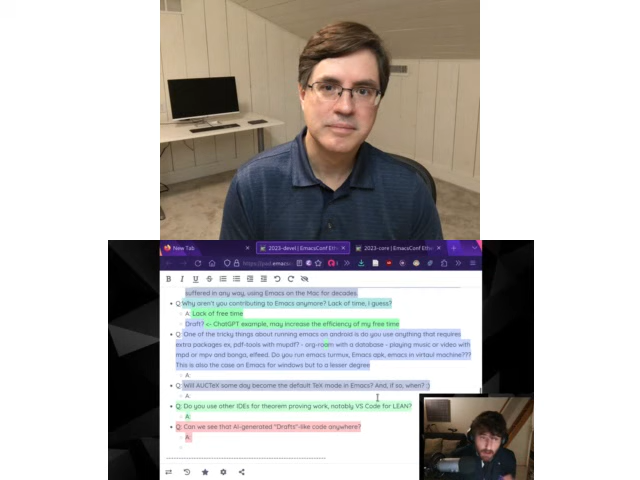 New Tab
2023-devel | EmacsConf Ethe
2023-core | EmacsConf Ether
suffered in any way, using Emacs on the Mac for decades
Q:Why aren't you contributing to Emacs anymore? Lack of time, I guess?
A: Lack of free time
Draft? <- ChatGPT example, may increase the efficiency of my free time
Q: One of the tricky things about running emacs on android is do you use anything that requires
extra packages ex, pdf-tools with mupdf? - org-roam with a database - playing music or video with
mpd or mpv and bongs, elfeed. Do you run emacs turmux, Emacs apk, emacs in virtaul machine???
This is also the case on Emacs for windows but to a lesser degree
A:
Q: Will AUCTeX some day become the default TeX-mode in Emacs? And, if so, when? :)
A:
Q: Do you use other IDEs for theorem proving work, notably VS Code for LEAN?
A:
Q: Can we see that AI-generated "Drafts"-like code anywhere?
A: